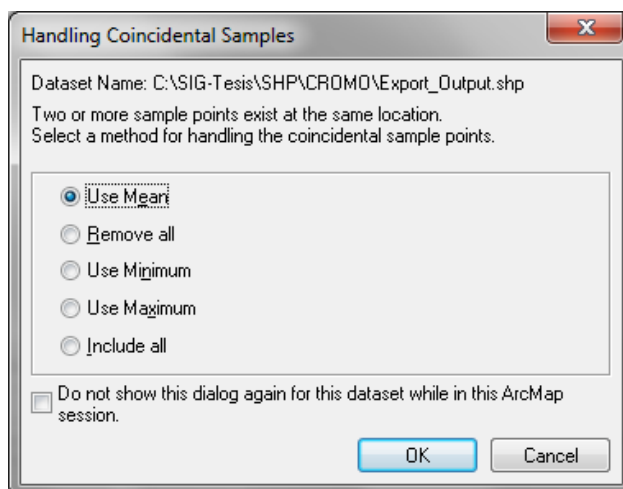 Handling Coincidental Samples
Dataset Name: C:\SIG-Tesis\SHP\CROMO\Export_Output.shp
Two or more sample points exist at the same location.
Select a method for handling the coincidental sample points.
Use Mean
Remove all
Use Minimum
Use Maximum
Include all
Do not show this dialog again for this dataset while in this ArcMap
session.
OK Cancel